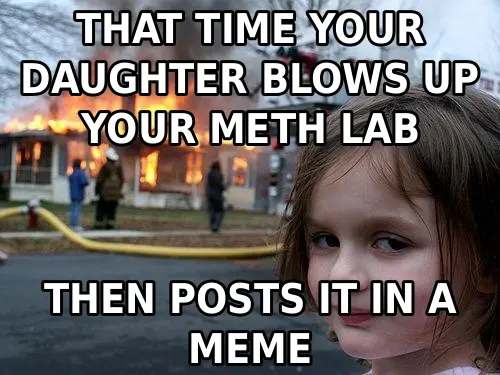 THAT TIME YOUR
DAUGHTER BLOWS UP
YOUR METH LAB
THEN POSTS IT IN A
MEME